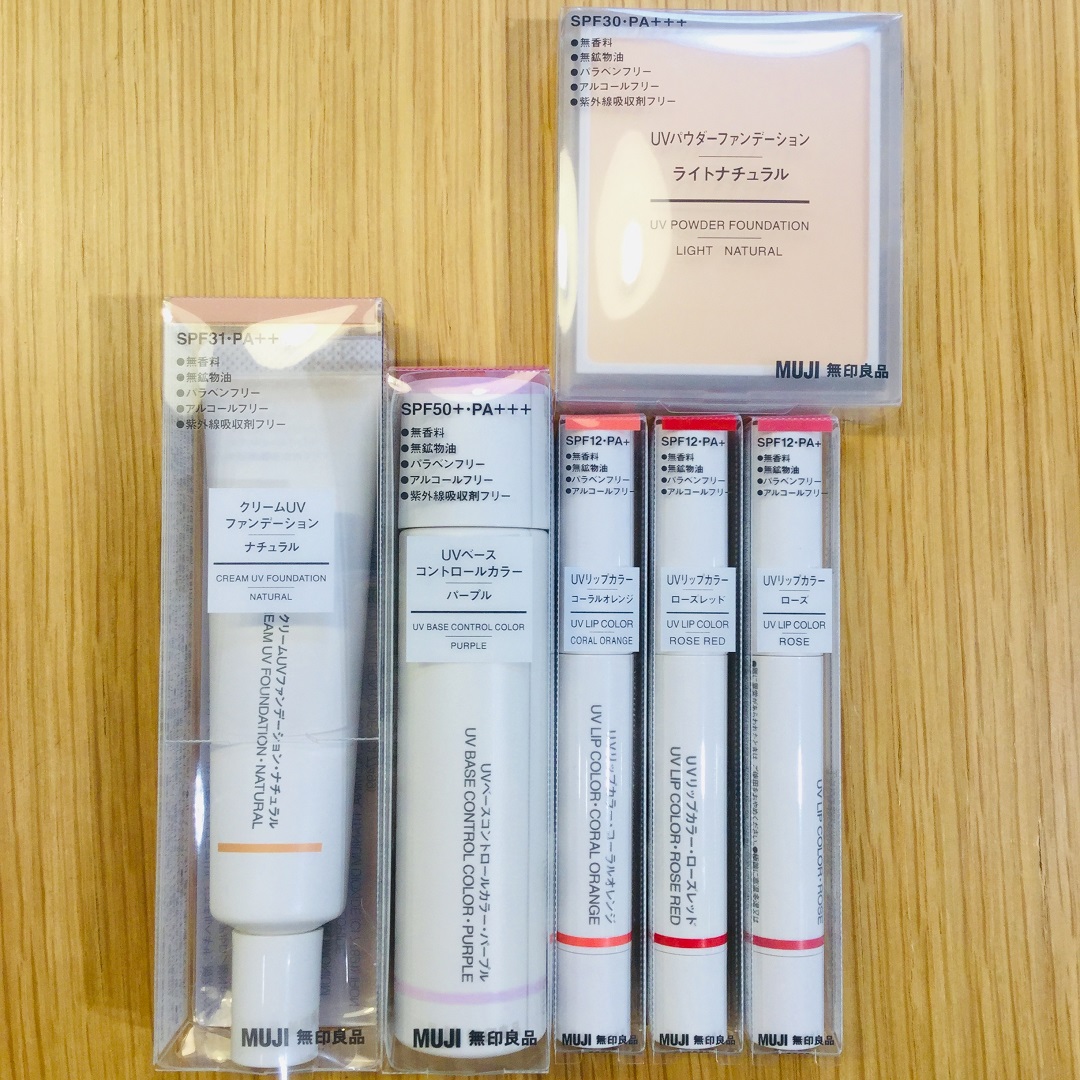 SPF30・PA+++
●無香料
●無鉱物油
●パラベンフリー
●アルコールフリー
●紫外線吸収剤フリー
UVパウダーファンデーション
ライトナチュラル
UV POWDER FOUNDATION
LIGHT NATURAL
MUJI 無印良品
SPF31・PA++
●無香料
●無鉱物油
●パラベンフリー
●アルコールフリー
●紫外線吸収剤フリー
クリームUV
ファンデーション
ナチュラル
CREAM UV FOUNDATION
NATURAL
クリームUVファンデーション・ナチュラル
EAM UV FOUNDATION・NATURAL
MUJI 無印良品
SPF50+・PA+++
●無香料
●無鉱物油
●パラベンフリー
●アルコールフリー
●紫外線吸収剤フリー
UVベース
コントロールカラー
パープル
UV BASE CONTROL COLOR
PURPLE
UVベースコントロールカラー・パープル
UV BASE CONTROL COLOR・PURPLE
MUJI 無印良品
SPF12・PA+
●無香料
●無鉱物油
●パラベンフリー
●アルコールフリー
UVリップカラー
コーラルオレンジ
UV LIP COLOR
CORAL ORANGE
UVリップカラー・コーラルオレンジ
UV LIP COLOR・CORAL ORANGE
MUJI 無印良品
SPF12・PA+
●無香料
●無鉱物油
●パラベンフリー
●アルコールフリー
UVリップカラー
ローズレッド
UV LIP COLOR
ROSE RED
UVリップカラー・ローズレッド
UV LIP COLOR・ROSE RED
MUJI 無印良品
SPF12・PA+
●無香料
●無鉱物油
●パラベンフリー
●アルコールフリー
UVリップカラー
ローズ
UV LIP COLOR
ROSE
UV LIP COLOR・ROSE
MUJI 無印良品